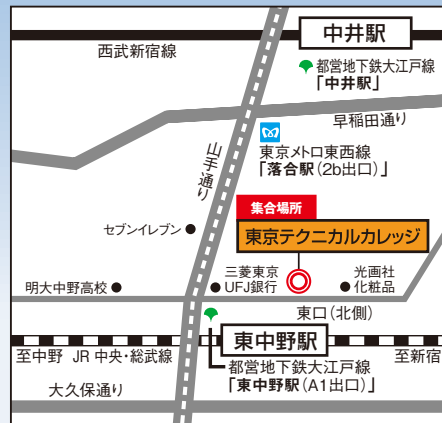 中井駅
西武新宿線
都営地下鉄大江戸線
「中井駅」
早稲田通り
山手通り
東京メトロ東西線
「落合駅(2b出口)」
集合場所
東京テクニカルカレッジ
セブンイレブン
三菱東京
UFJ銀行
光画社
化粧品
明大中野高校
東口(北側)
東中野駅
至中野
JR 中央・総武線
至新宿
都営地下鉄大江戸線
「東中野駅(A1出口)」
大久保通り